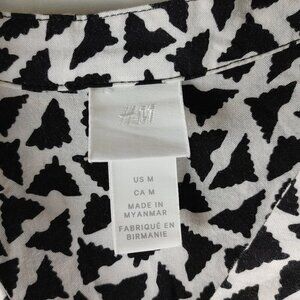 H&M
US M
CA M
MADE IN
MYANMAR
FABRIQUÉ EN
BIRMANIE